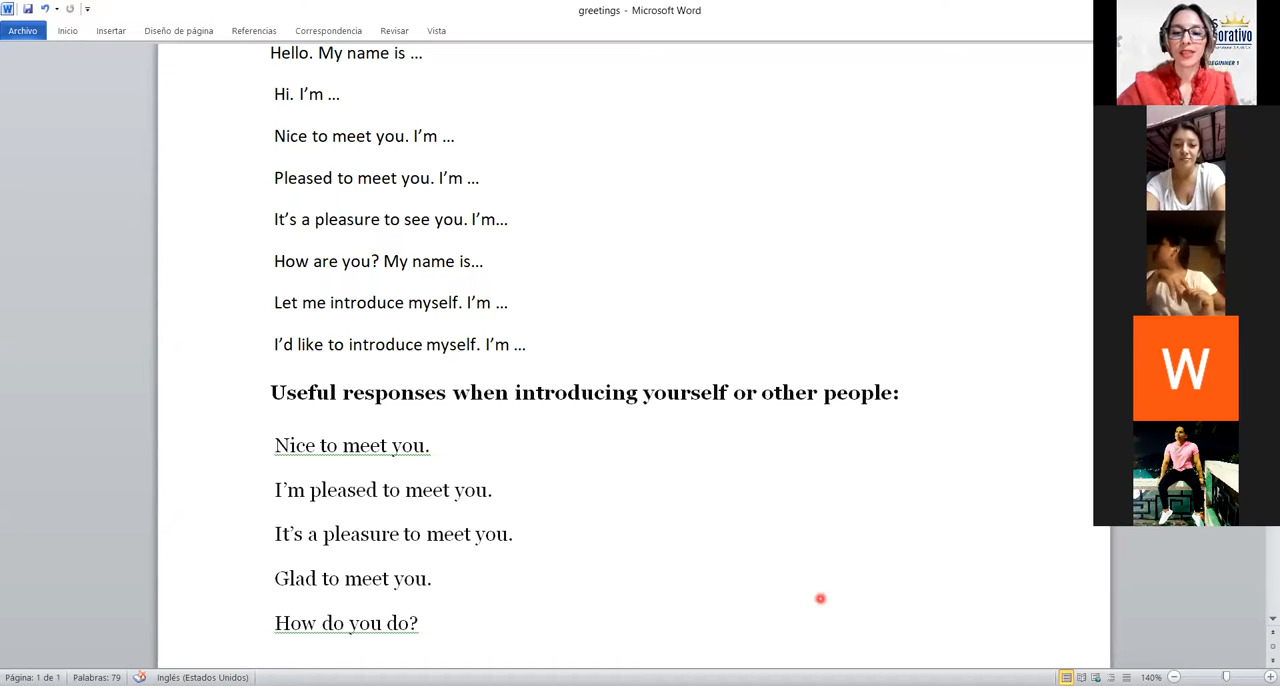 greetings - Microsoft Word
Archivo Inicio Insertar Diseño de página Referencias Correspondencia Revisar Vista
Hello. My name is …
Hi. I’m …
Nice to meet you. I’m …
Pleased to meet you. I’m …
It’s a pleasure to see you. I’m…
How are you? My name is…
Let me introduce myself. I’m …
I’d like to introduce myself. I’m …
Useful responses when introducing yourself or other people:
Nice to meet you.
I’m pleased to meet you.
It’s a pleasure to meet you.
Glad to meet you.
How do you do?
W
Página: 1 de 1 Palabras: 79 Inglés (Estados Unidos) 140%